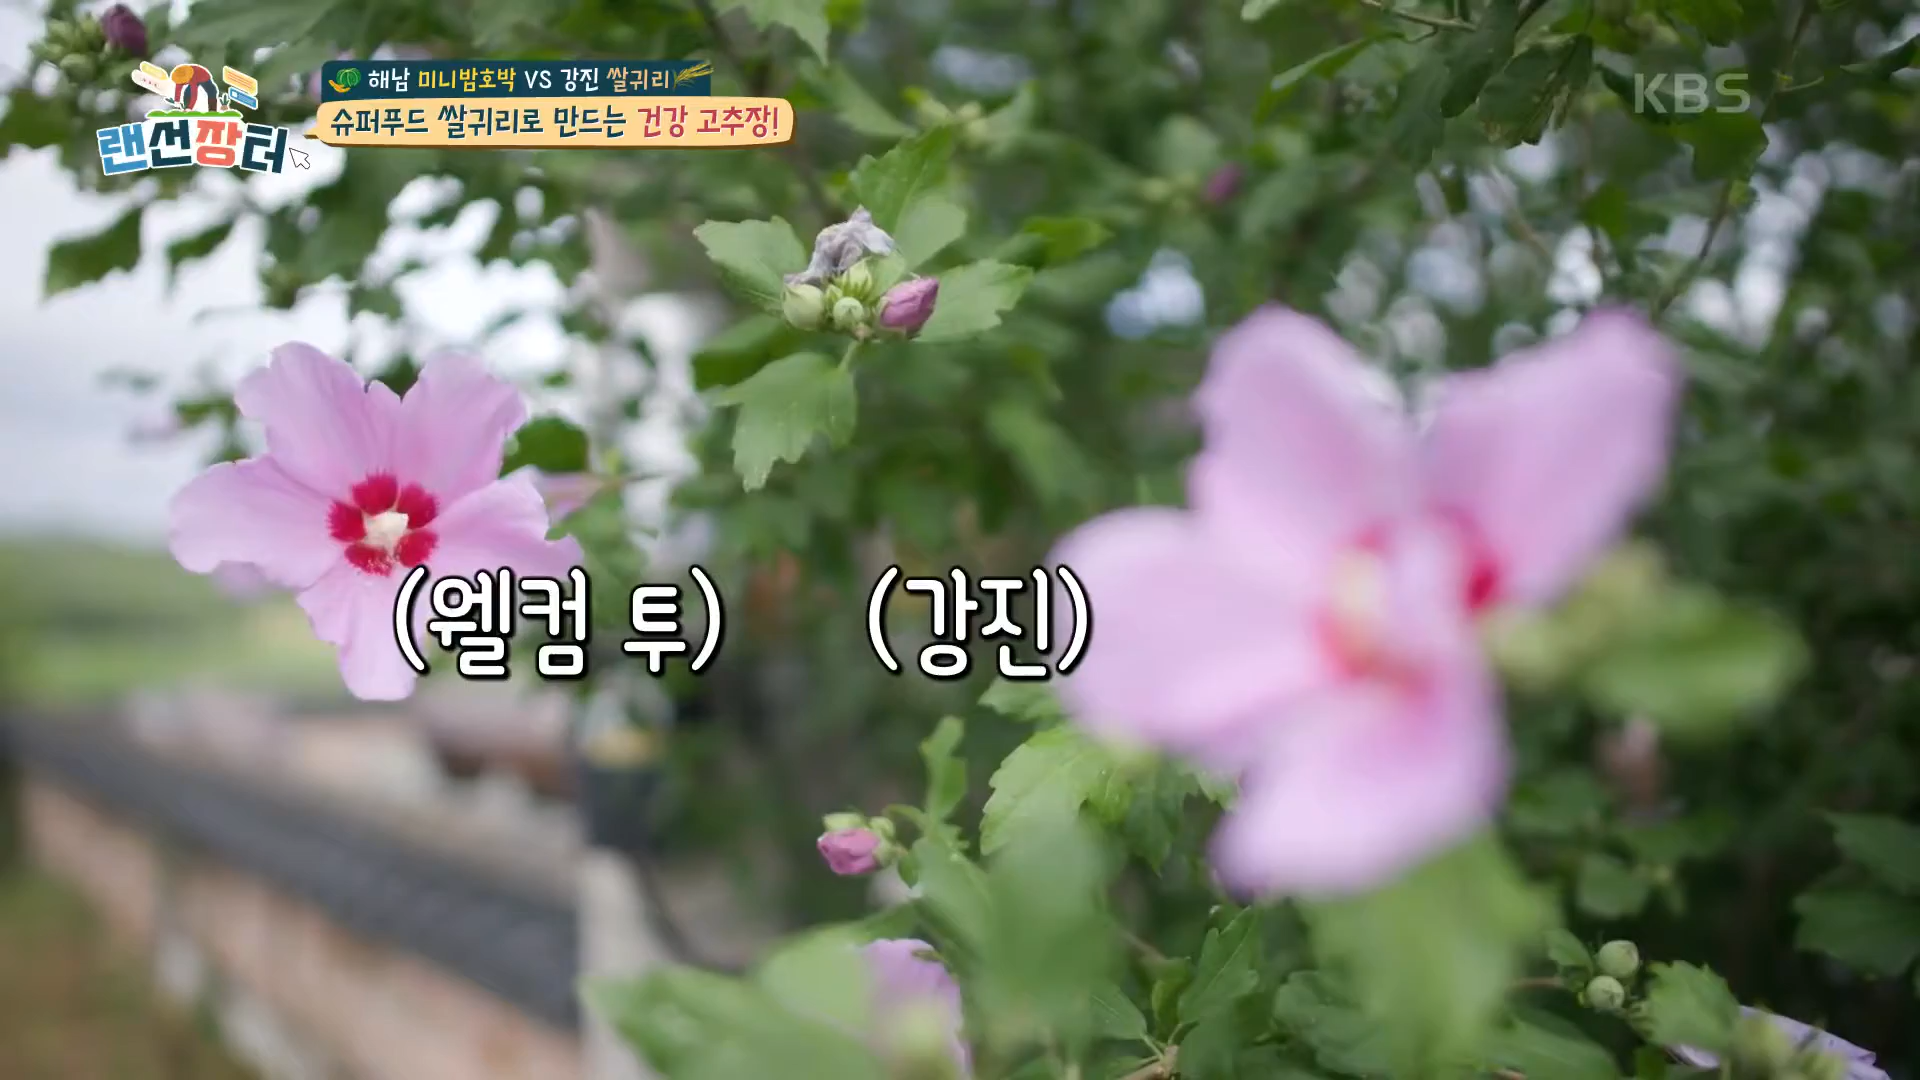 해남 미니밤호박 VS 강진 쌀귀리
슈퍼푸드 쌀귀리로 만드는 건강 고추장!
랜선장터
KBS
(웰컴 투) (강진)